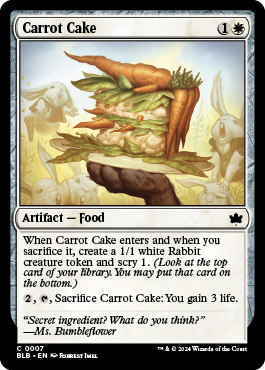 Carrot Cake 1
Artifact — Food
When Carrot Cake enters and when you
sacrifice it, create a 1/1 white Rabbit
creature token and scry 1. (Look at the top
card of your library. You may put that card
on the bottom.)
2, , Sacrifice Carrot Cake: You gain 3 life.
“Secret ingredient? What do you think?”
—Ms. Bumbleflower
C 0007
BLB • EN Forrest Imel
™ & © 2024 Wizards of the Coast